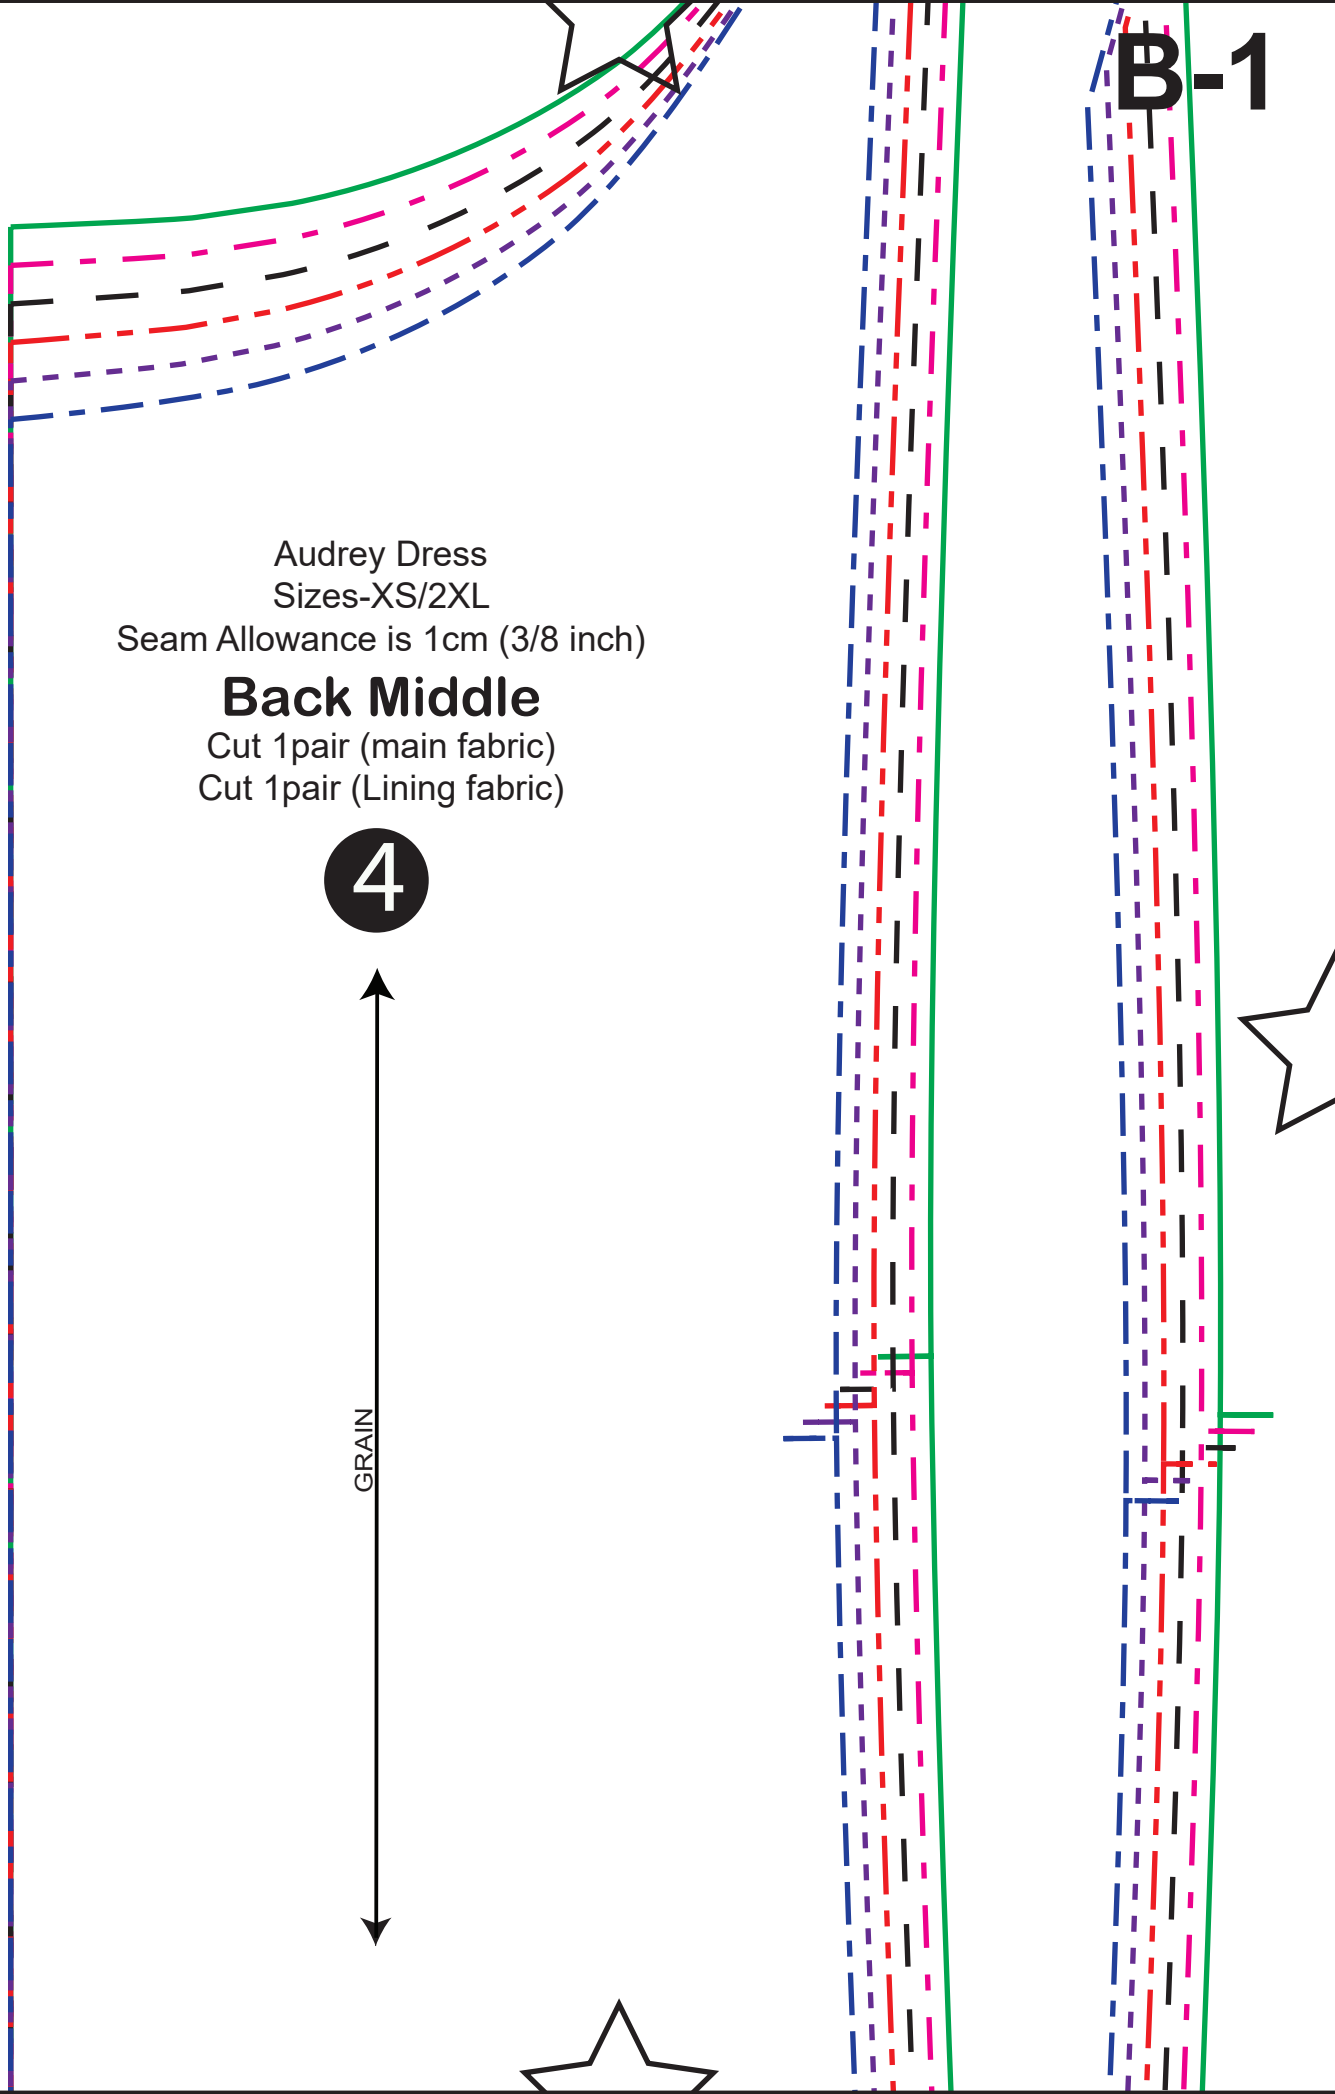 B-1
Audrey Dress
Sizes-XS/2XL
Seam Allowance is 1cm (3/8 inch)
Back Middle
Cut 1pair (main fabric)
Cut 1pair (Lining fabric)
4
GRAIN